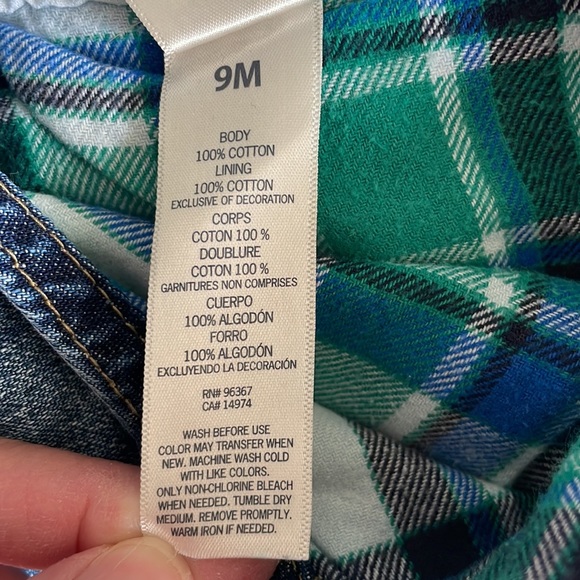 9M
BODY
100% COTTON
LINING
100% COTTON
EXCLUSIVE OF DECORATION
CORPS
COTON 100 %
DOUBLURE
COTON 100 %
GARNITURES NON COMPRISES
CUERPO
100% ALGODÓN
FORRO
100% ALGODÓN
EXCLUYENDO LA DECORACIÓN
RN# 96367
CA# 14974
WASH BEFORE USE
COLOR MAY TRANSFER WHEN
NEW. MACHINE WASH COLD
WITH LIKE COLORS.
ONLY NON-CHLORINE BLEACH
WHEN NEEDED. TUMBLE DRY
MEDIUM. REMOVE PROMPTLY.
WARM IRON IF NEEDED.